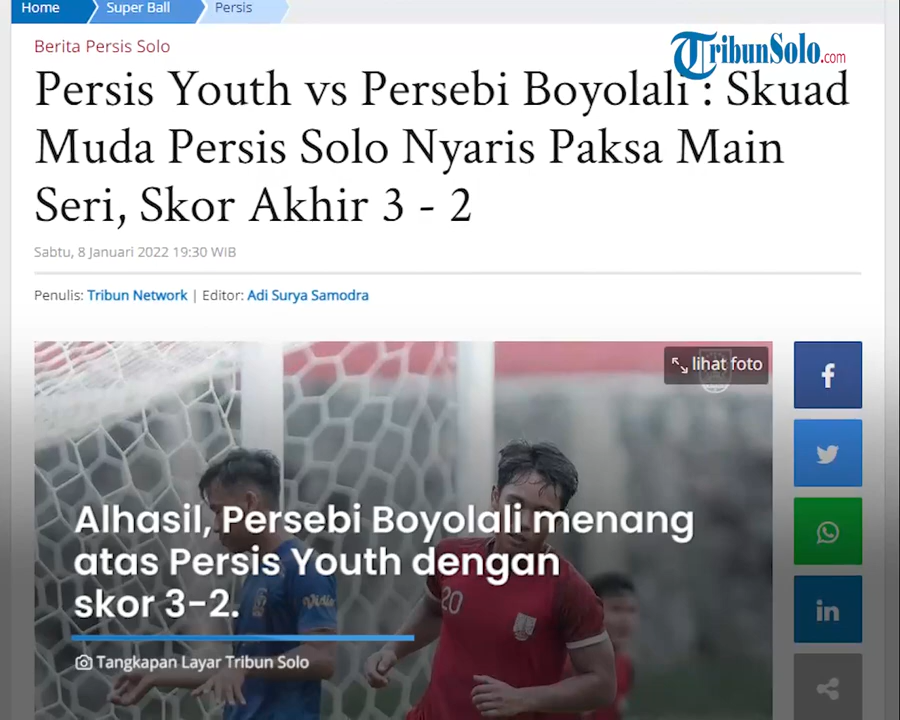 Home
Super Ball
Persis
Berita Persis Solo
TribunSolo.com
Persis Youth vs Persebi Boyolali : Skuad
Muda Persis Solo Nyaris Paksa Main
Seri, Skor Akhir 3 - 2
Sabtu, 8 Januari 2022 19:30 WIB
Penulis: Tribun Network | Editor: Adi Surya Samodra
lihat foto
Alhasil, Persebi Boyolali menang
atas Persis Youth dengan
skor 3-2.
Tangkapan Layar Tribun Solo
20
Vidio